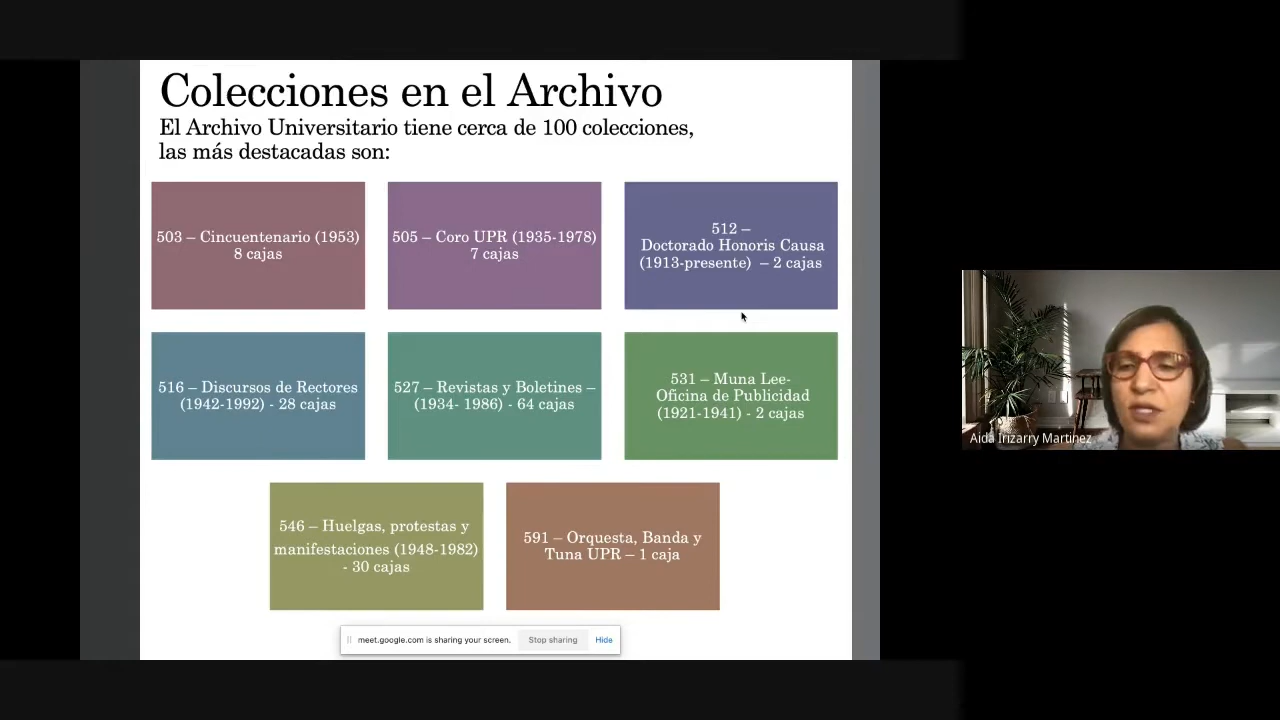 Colecciones en el Archivo
El Archivo Universitario tiene cerca de 100 colecciones,
las más destacadas son:
503 – Cincuentenario (1953)
8 cajas
505 – Coro UPR (1935-1978)
7 cajas
512 –
Doctorado Honoris Causa
(1913-presente) – 2 cajas
516 – Discursos de Rectores
(1942-1992) - 28 cajas
527 – Revistas y Boletines –
(1934- 1986) - 64 cajas
531 – Muna Lee-
Oficina de Publicidad
(1921-1941) - 2 cajas
546 – Huelgas, protestas y
manifestaciones (1948-1982)
- 30 cajas
591 – Orquesta, Banda y
Tuna UPR – 1 caja
meet.google.com is sharing your screen.
Stop sharing
Hide
Aida Irizarry Martinez